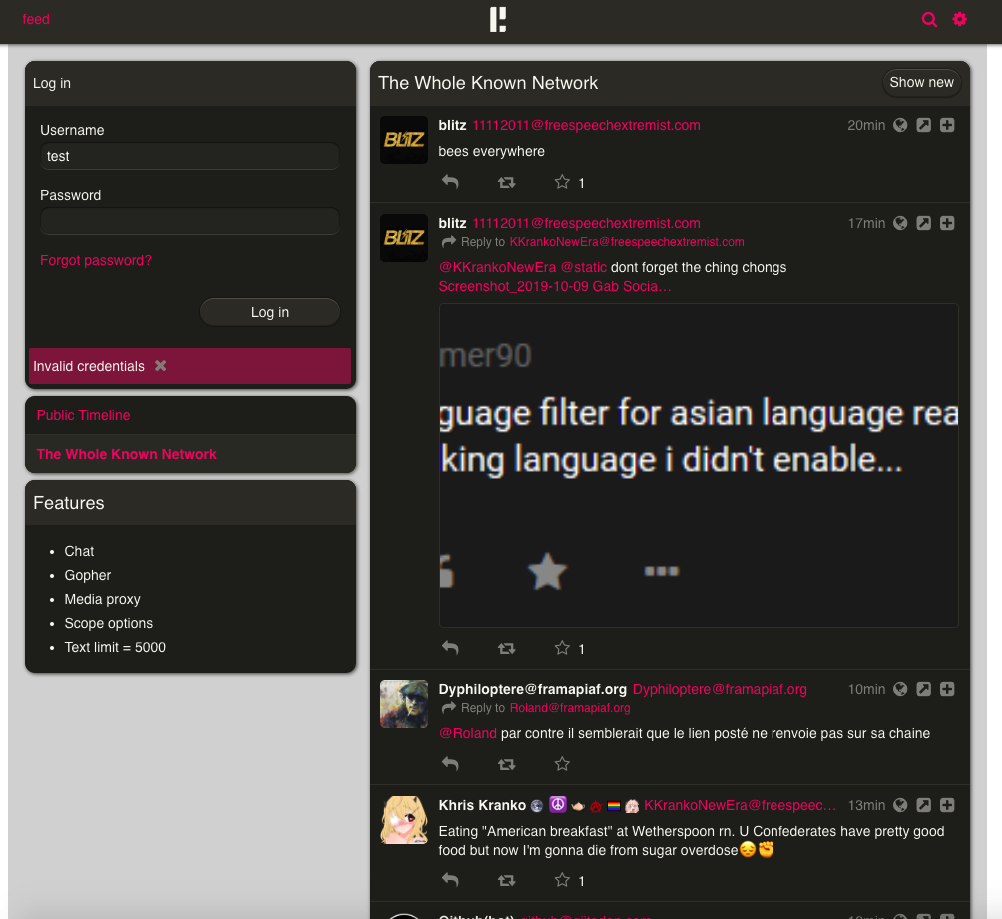 feed
Log in
Username
test
Password
Forgot password?
Log in
Invalid credentials
Public Timeline
The Whole Known Network
Features
Chat
Gopher
Media proxy
Scope options
Text limit = 5000
The Whole Known Network
Show new
BLITZ
blitz 11112011@freespeechextremist.com 20min
bees everywhere
1
BLITZ
blitz 11112011@freespeechextremist.com 17min
Reply to KKrankoNewEra@freespeechextremist.com
@KKrankoNewEra @static dont forget the ching chongs
Screenshot_2019-10-09 Gab Socia…
mer90
guage filter for asian language rea
king language i didn't enable...
1
Dyphiloptere@framapiaf.org Dyphiloptere@framapiaf.org 10min
Reply to Roland@framapiaf.org
@Roland par contre il semblerait que le lien posté ne renvoie pas sur sa chaine
Khris Kranko KKrankoNewEra@freespeec… 13min
Eating "American breakfast" at Wetherspoon rn. U Confederates have pretty good
food but now I'm gonna die from sugar overdose😔✊
1